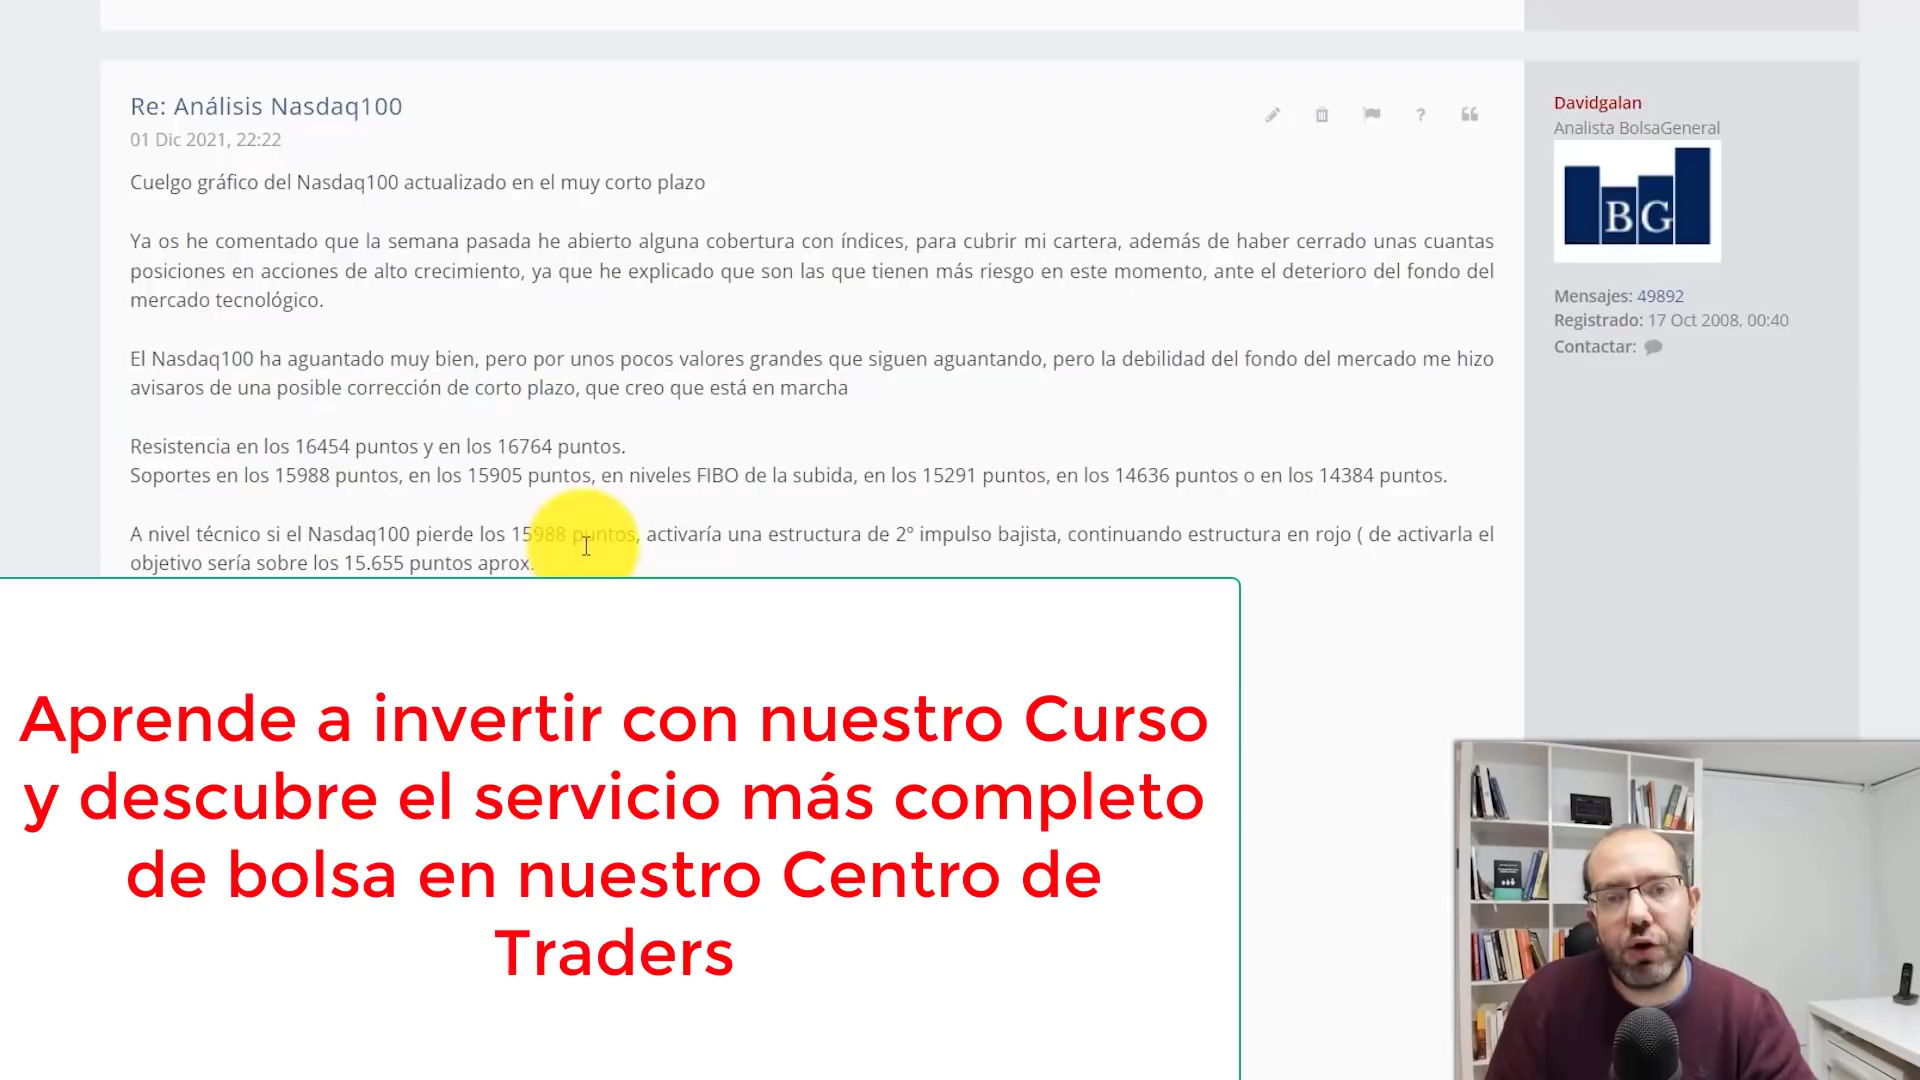 Re: Análisis Nasdaq100
01 Dic 2021, 22:22
Cuelgo gráfico del Nasdaq100 actualizado en el muy corto plazo
Ya os he comentado que la semana pasada he abierto alguna cobertura con índices, para cubrir mi cartera, además de haber cerrado unas cuantas
posiciones en acciones de alto crecimiento, ya que he explicado que son las que tienen más riesgo en este momento, ante el deterioro del fondo del
mercado tecnológico.
El Nasdaq100 ha aguantado muy bien, pero por unos pocos valores grandes que siguen aguantando, pero la debilidad del fondo del mercado me hizo
avisaros de una posible corrección de corto plazo, que creo que está en marcha
Resistencia en los 16454 puntos y en los 16764 puntos.
Soportes en los 15988 puntos, en los 15905 puntos, en niveles FIBO de la subida, en los 15291 puntos, en los 14636 puntos o en los 14384 puntos.
A nivel técnico si el Nasdaq100 pierde los 15988 puntos, activaría una estructura de 2º impulso bajista, continuando estructura en rojo ( de activarla el
objetivo sería sobre los 15.655 puntos aprox.
Davidgalan
Analista BolsaGeneral
BG
Mensajes: 49892
Registrado: 17 Oct 2008, 00:40
Contactar:
Aprende a invertir con nuestro Curso
y descubre el servicio más completo
de bolsa en nuestro Centro de
Traders